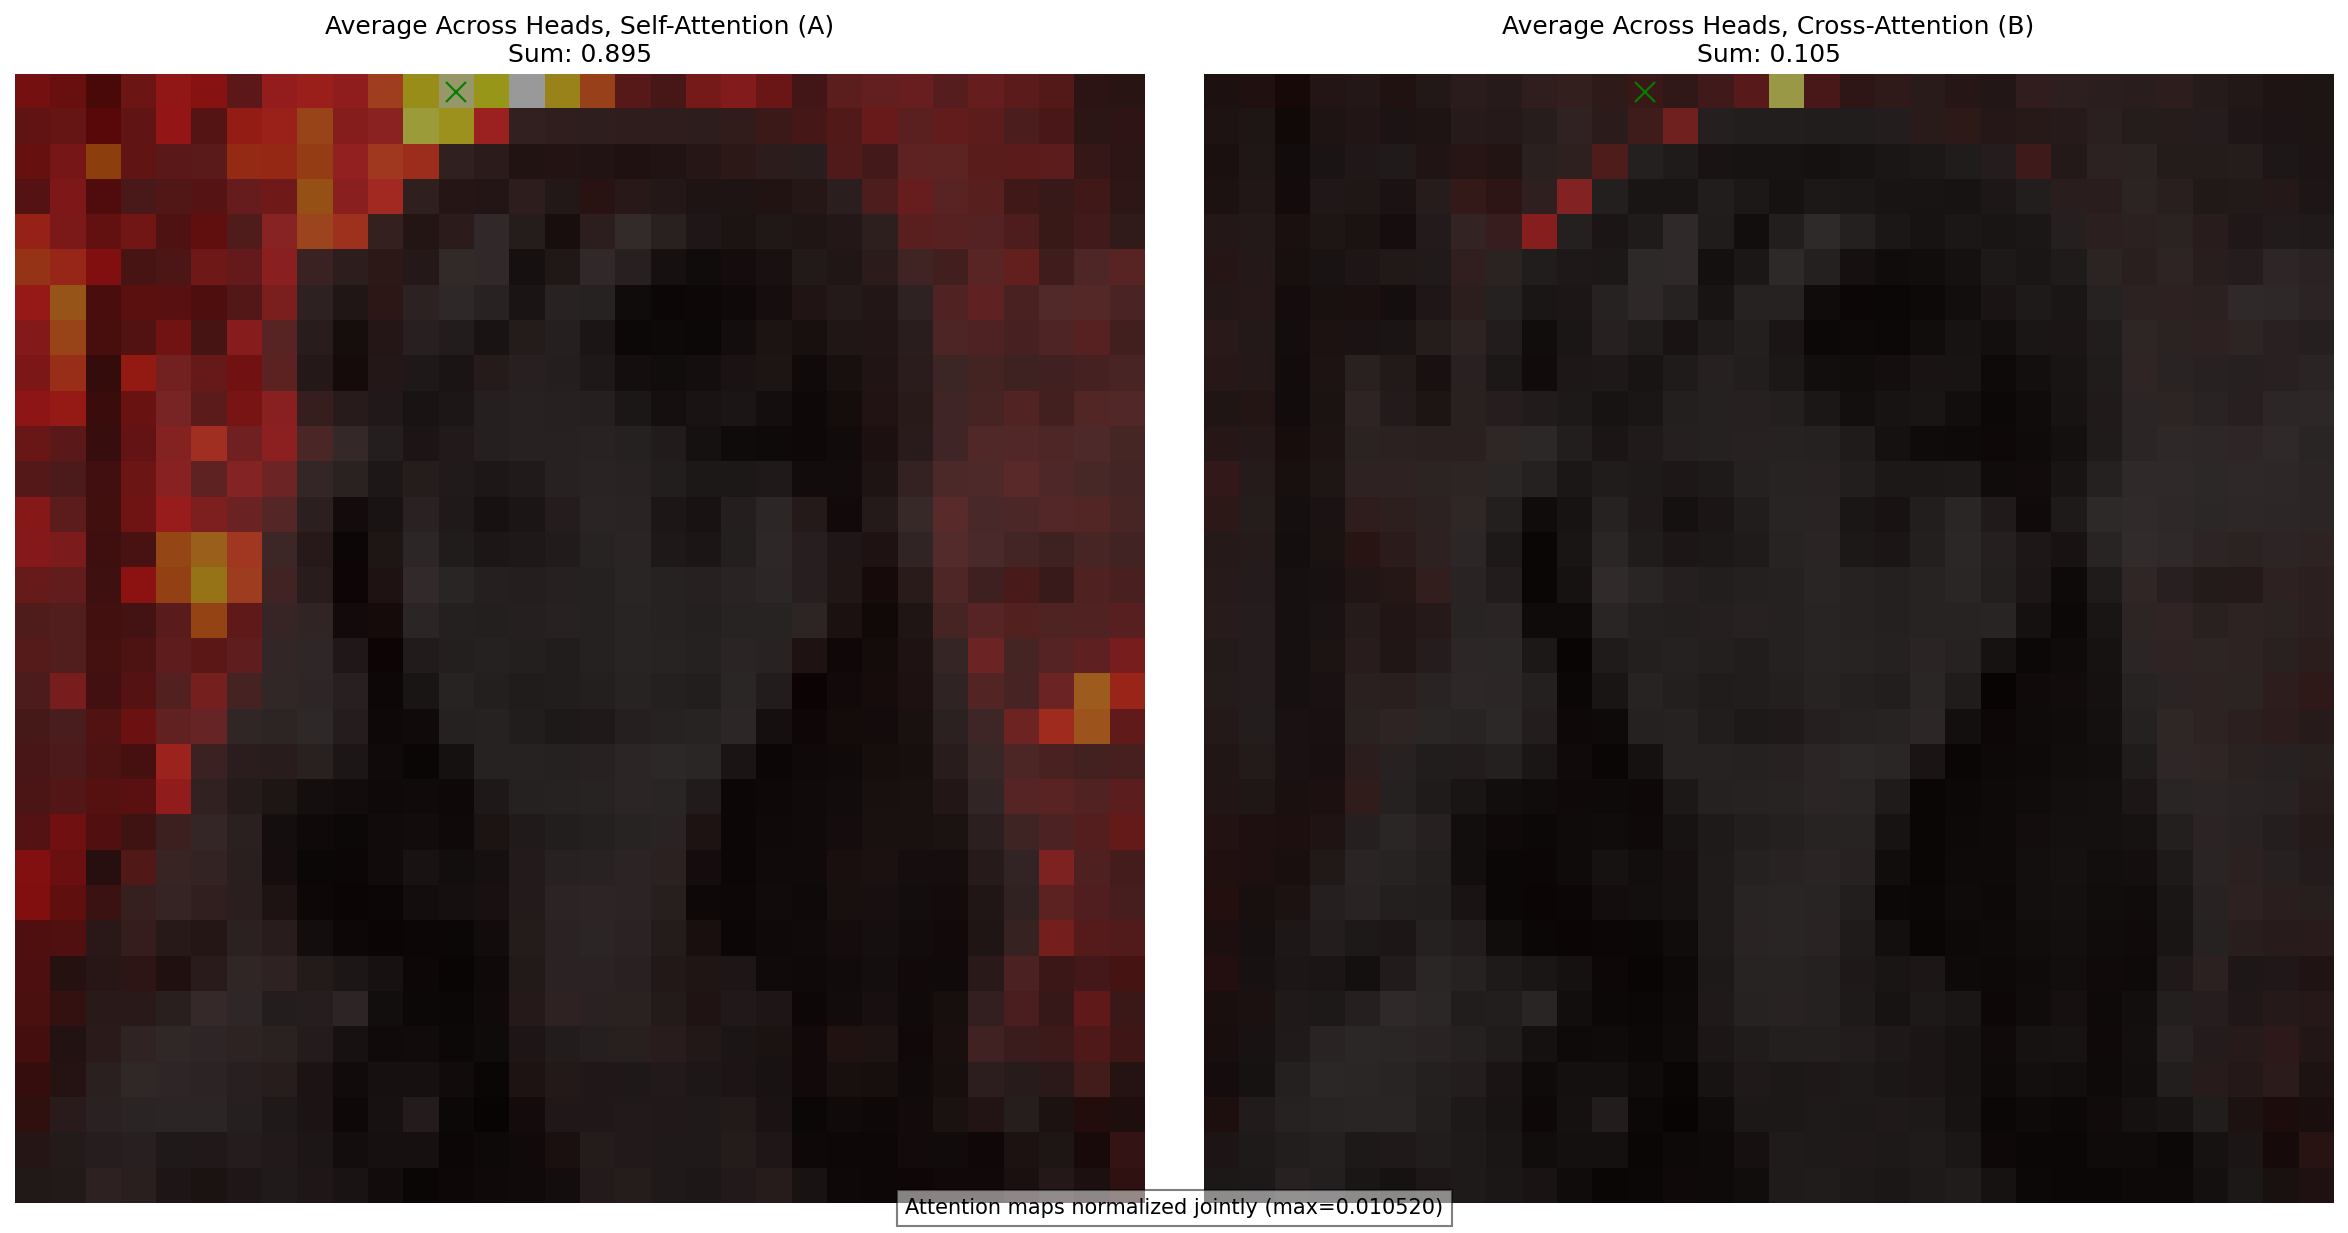 Average Across Heads, Self-Attention (A)
Sum: 0.895
Average Across Heads, Cross-Attention (B)
Sum: 0.105
Attention maps normalized jointly (max=0.010520)